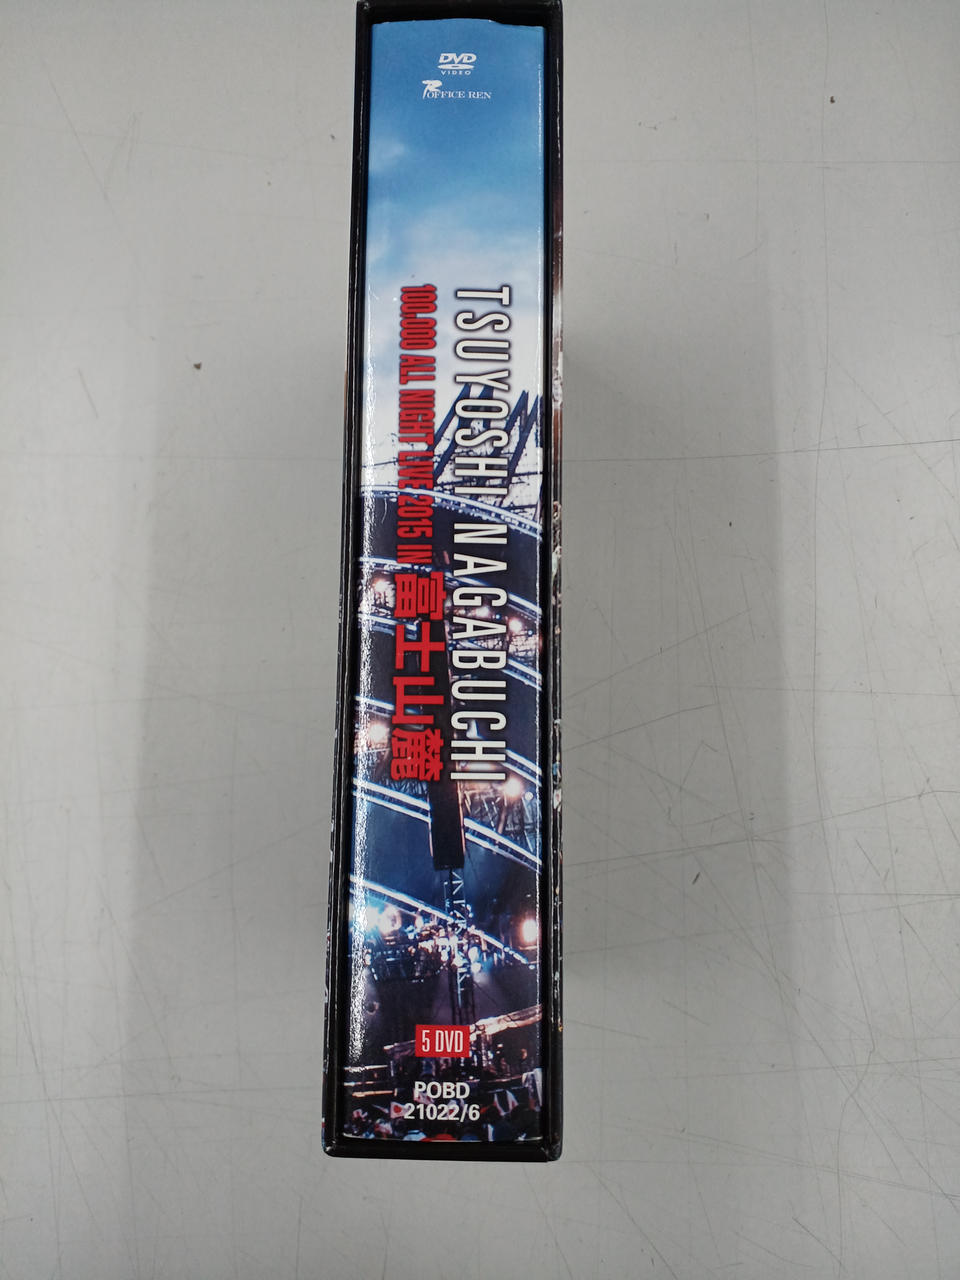 DVD
VIDEO
OFFICE REN
TSUYOSHI NAGABUCHI
100.000 ALL NIGHT LIVE 2015 IN 富士山麓
5 DVD
POBD
21022/6